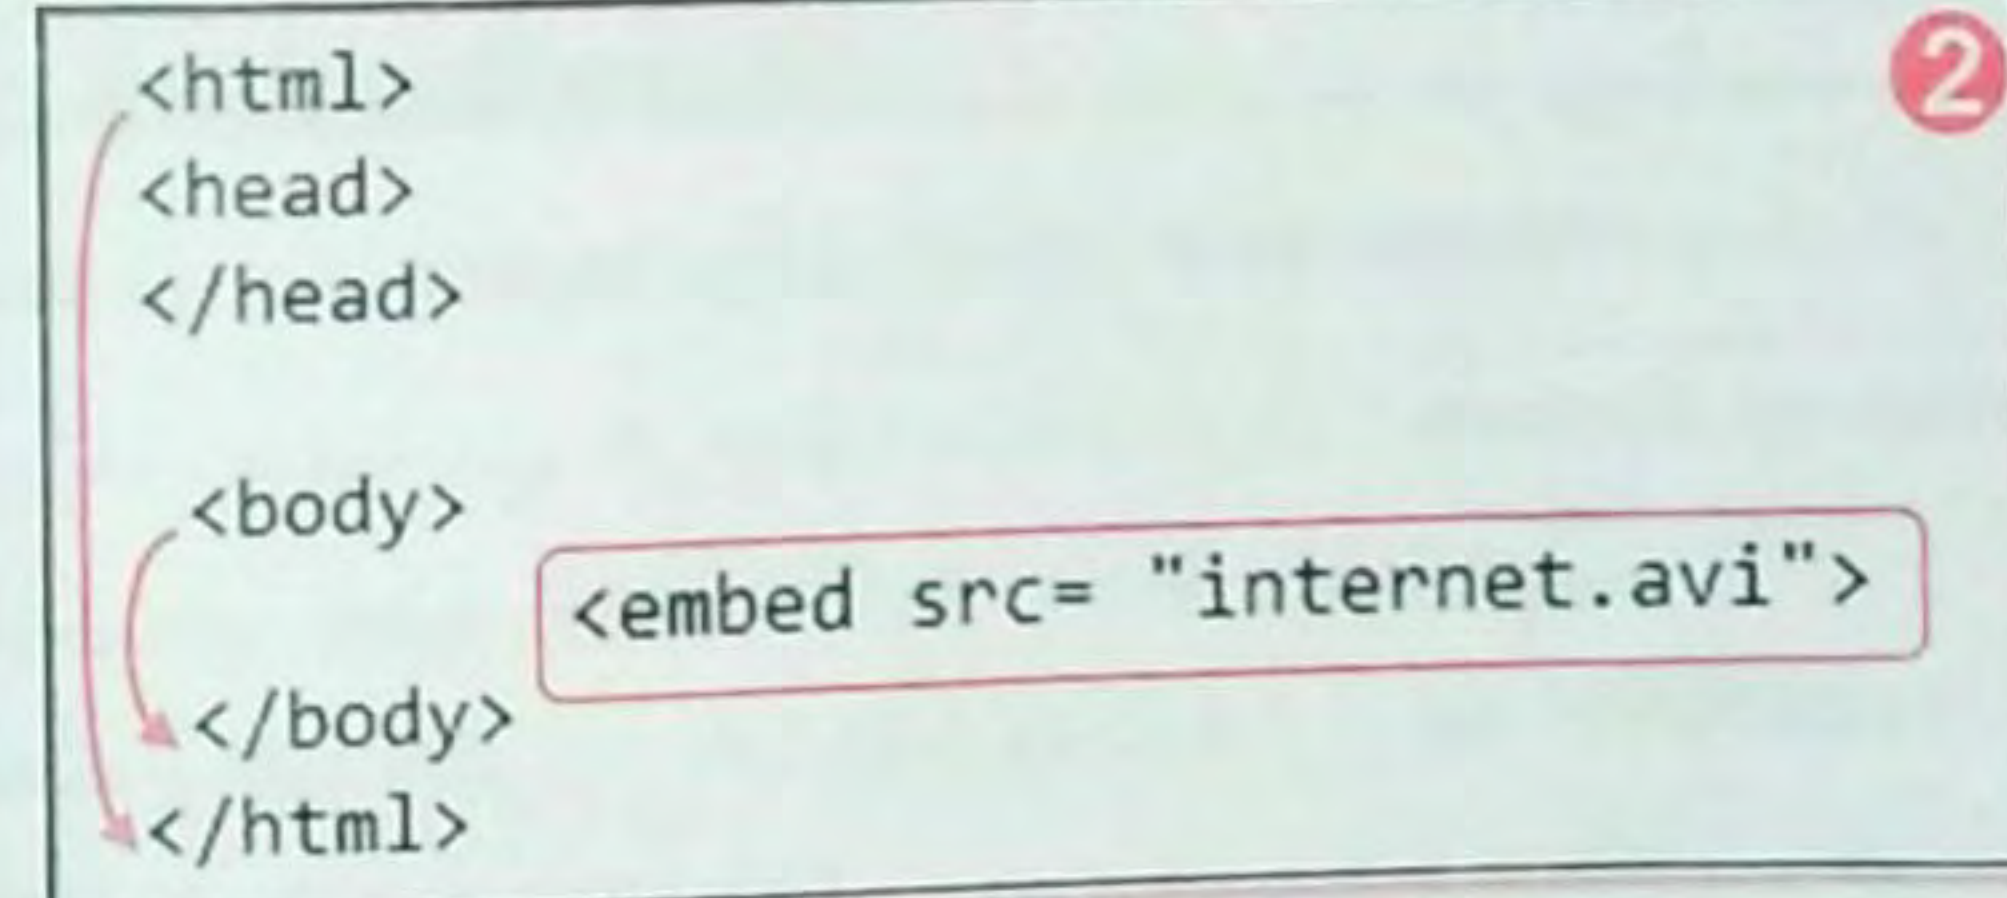 2
<html>
<head>
</head>
<body>
<embed src= "internet.avi">
</body>
</html>